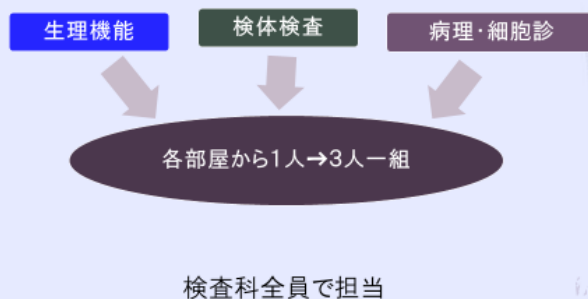 生理機能
検体検査
病理・細胞診
各部屋から1人→3人一組
検査科全員で担当